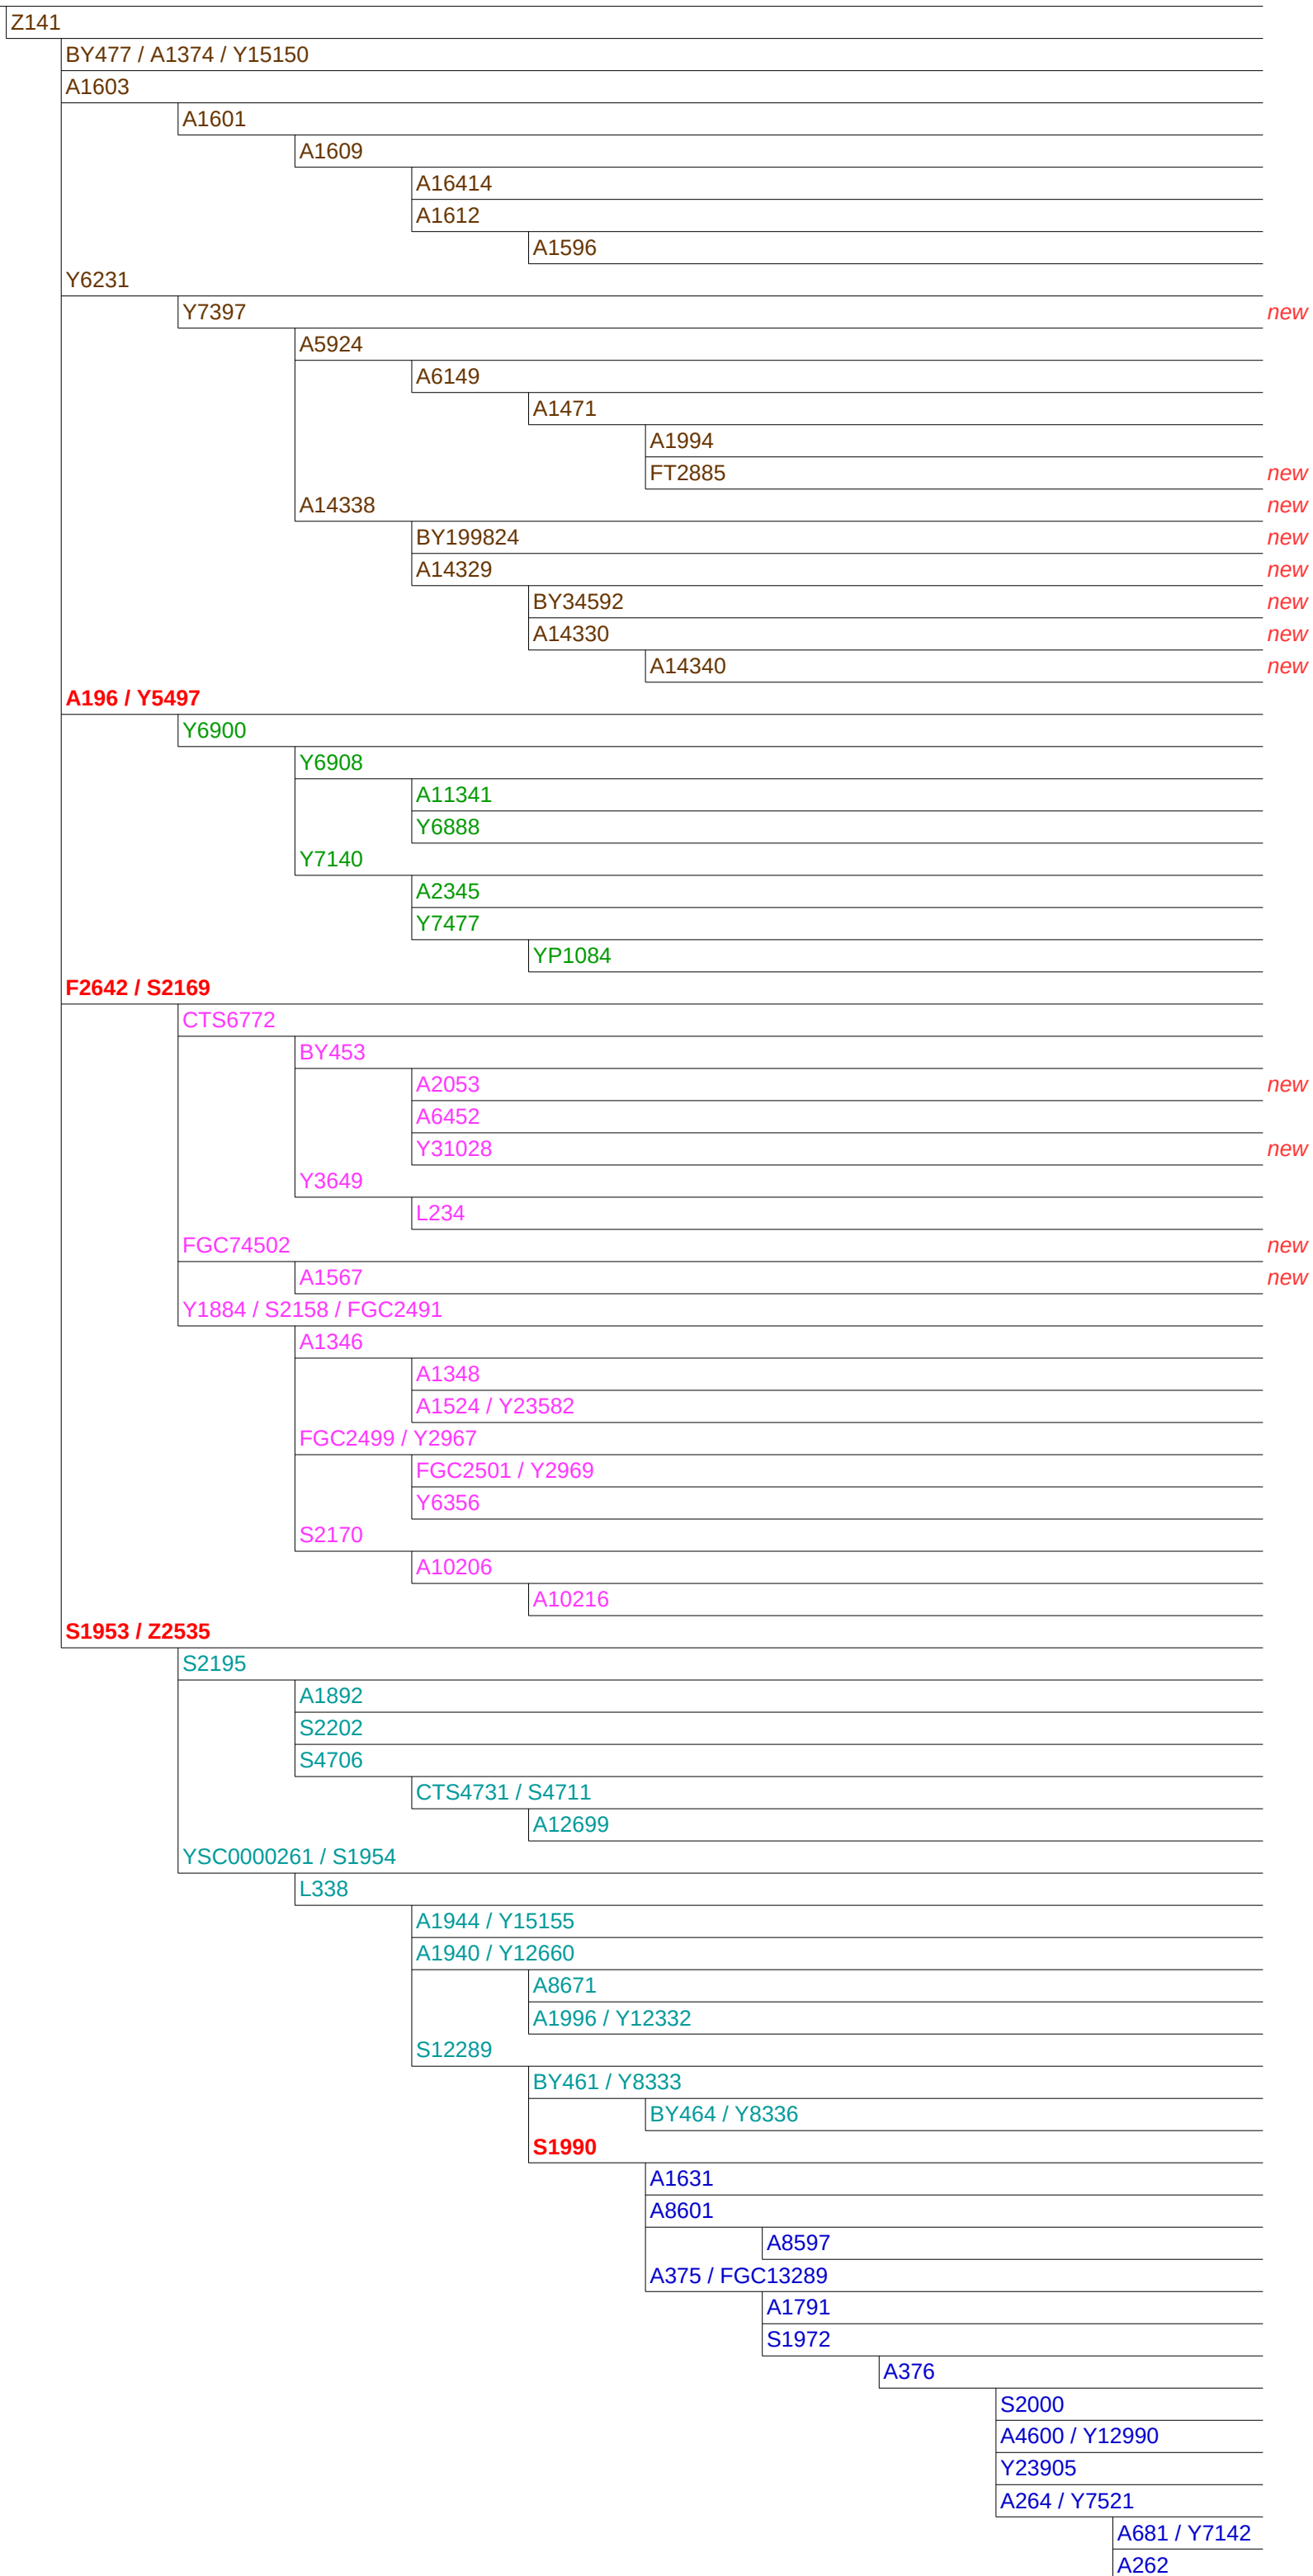 Z141
BY477 / A1374 / Y15150
A1603
A1601
A1609
A16414
A1612
A1596
Y6231
Y7397 new
A5924
A6149
A1471
A1994
FT2885 new
A14338 new
BY199824 new
A14329 new
BY34592 new
A14330 new
A14340 new
A196 / Y5497
Y6900
Y6908
A11341
Y6888
Y7140
A2345
Y7477
YP1084
F2642 / S2169
CTS6772
BY453
A2053 new
A6452
Y31028 new
Y3649
L234
FGC74502 new
A1567 new
Y1884 / S2158 / FGC2491
A1346
A1348
A1524 / Y23582
FGC2499 / Y2967
FGC2501 / Y2969
Y6356
S2170
A10206
A10216
S1953 / Z2535
S2195
A1892
S2202
S4706
CTS4731 / S4711
A12699
YSC0000261 / S1954
L338
A1944 / Y15155
A1940 / Y12660
A8671
A1996 / Y12332
S12289
BY461 / Y8333
BY464 / Y8336
S1990
A1631
A8601
A8597
A375 / FGC13289
A1791
S1972
A376
S2000
A4600 / Y12990
Y23905
A264 / Y7521
A681 / Y7142
A262